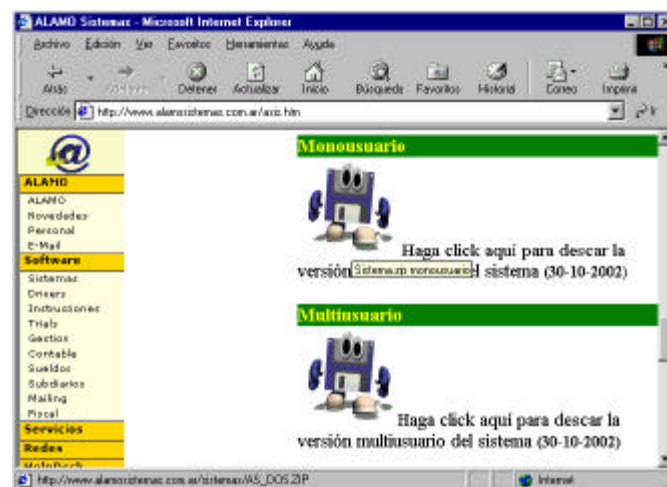 ALAMO Sistemas - Microsoft Internet Explorer
Archivo Edición Ver Favoritos Herramientas Ayuda
Atrás Adelante Detener Actualizar Inicio Búsqueda Favoritos Historial Correo Imprimir
Dirección http://www.alamosistemas.com.ar/asis.htm
ALAMO
ALAMO
Novedades
Personal
E-Mail
Software
Sistemas
Drivers
Instrucciones
Trials
Gestion
Contable
Sueldos
Subdiarios
Mailing
Fiscal
Servicios
Redes
HelpDesk
Monousuario
Haga click aquí para descar la
versión Sistema.zip monousuario l sistema (30-10-2002)
Multiusuario
Haga click aquí para descar la
versión multiusuario del sistema (30-10-2002)
http://www.alamosistemas.com.ar/sistemas/AS_DOS.ZIP Internet